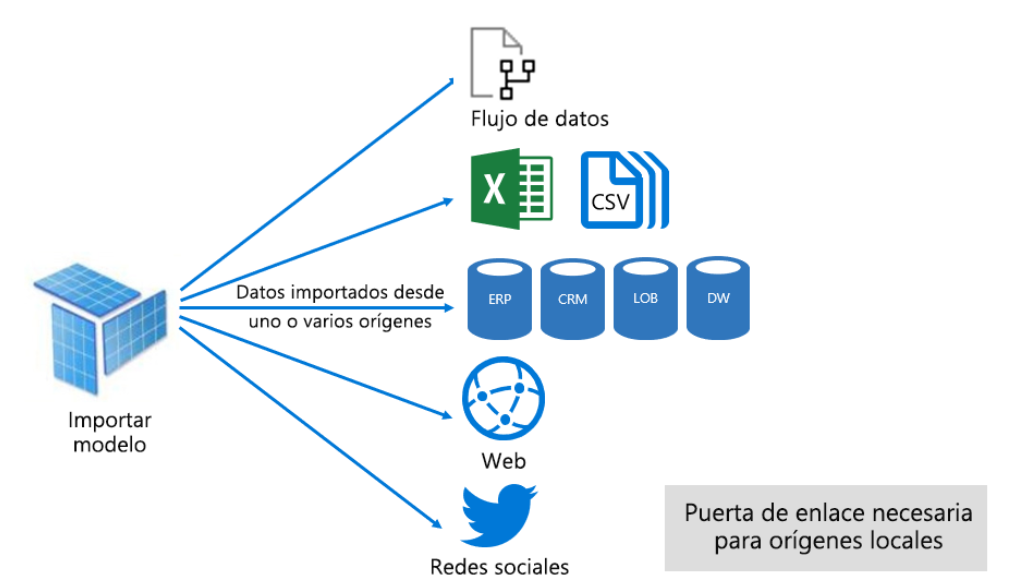 Flujo de datos
X
CSV
Datos importados desde
uno o varios orígenes
ERP
CRM
LOB
DW
Importar
modelo
Web
Redes sociales
Puerta de enlace necesaria
para orígenes locales